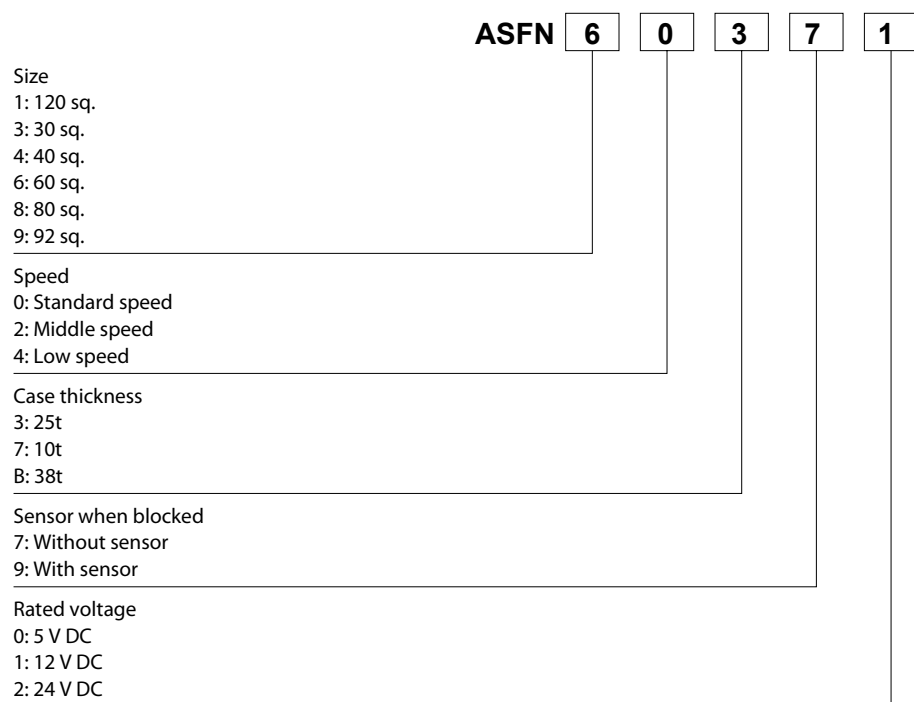 ASFN 6 0 3 7 1
Size
1: 120 sq.
3: 30 sq.
4: 40 sq.
6: 60 sq.
8: 80 sq.
9: 92 sq.
Speed
0: Standard speed
2: Middle speed
4: Low speed
Case thickness
3: 25t
7: 10t
B: 38t
Sensor when blocked
7: Without sensor
9: With sensor
Rated voltage
0: 5 V DC
1: 12 V DC
2: 24 V DC